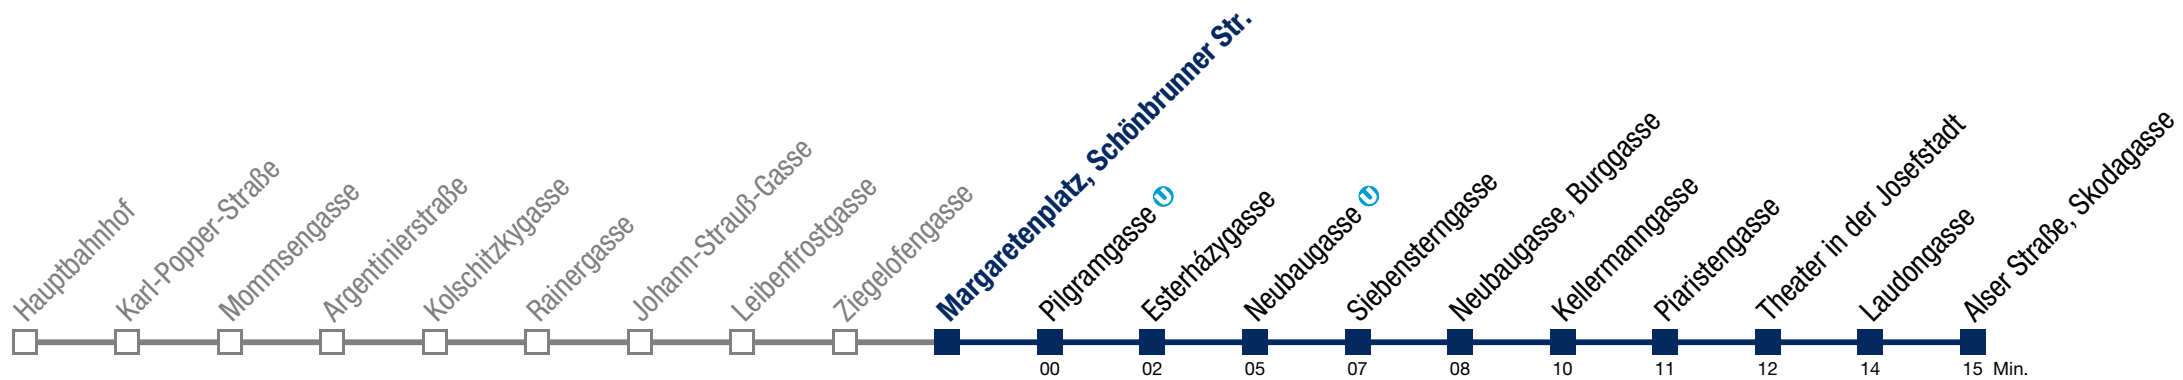 Hauptbahnhof
Karl-Popper-Straße
Mommsengasse
Argentinierstraße
Kolschitzkygasse
Rainergasse
Johann-Strauß-Gasse
Leibenfrostgasse
Ziegelofengasse
Margaretenplatz, Schönbrunner Str.
Pilgramgasse U
Esterházygasse
Neubaugasse U
Siebensterngasse
Neubaugasse, Burggasse
Kellermanngasse
Piaristengasse
Theater in der Josefstadt
Laudongasse
Alser Straße, Skodagasse
00 02 05 07 08 10 11 12 14 15 Min.